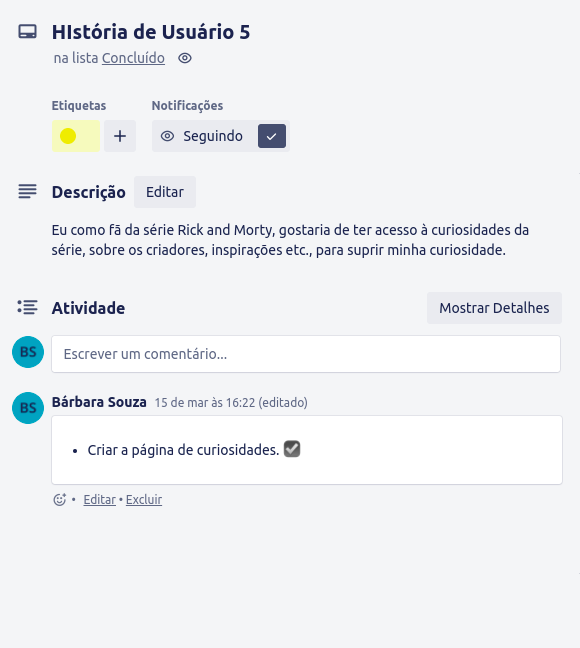 HIstória de Usuário 5
na lista Concluído
Etiquetas
Notificações
Seguindo
Descrição
Editar
Eu como fã da série Rick and Morty, gostaria de ter acesso à curiosidades da
série, sobre os criadores, inspirações etc., para suprir minha curiosidade.
Atividade
Mostrar Detalhes
BS
Escrever um comentário...
BS
Bárbara Souza 15 de mar às 16:22 (editado)
• Criar a página de curiosidades. ☑
• Editar • Excluir